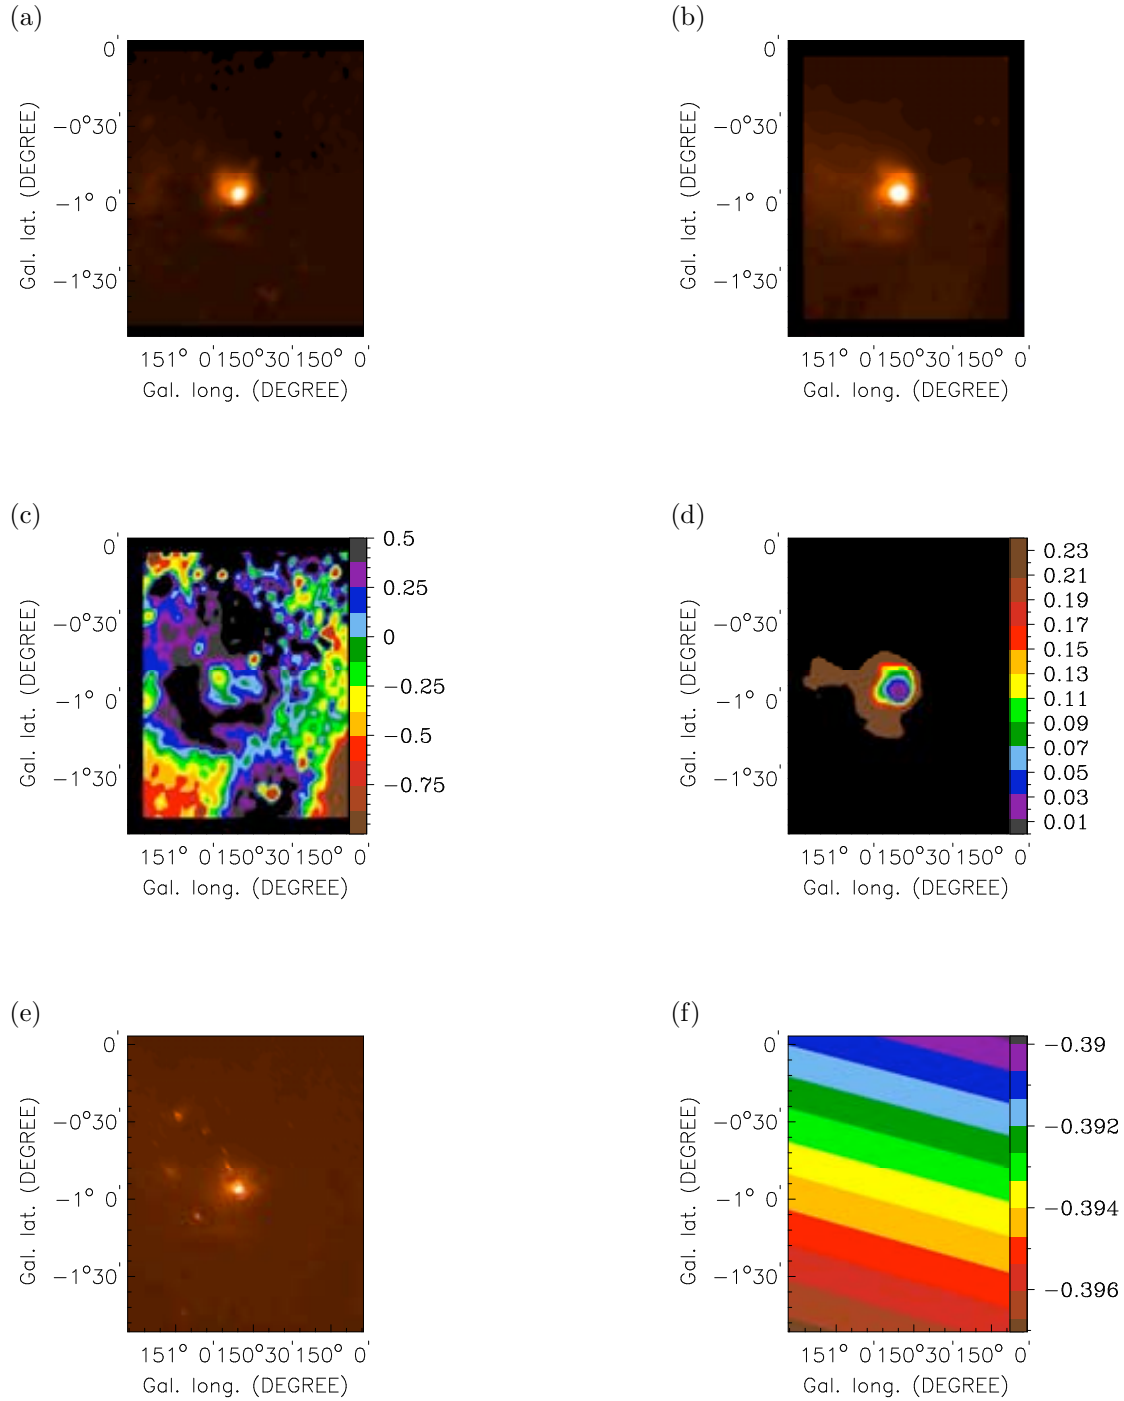 (a)
(b)
0'
−0°30'
−1° 0'
−1°30'
Gal. lat. (DEGREE)
151° 0' 150°30' 150° 0'
Gal. long. (DEGREE)
0'
−0°30'
−1° 0'
−1°30'
Gal. lat. (DEGREE)
151° 0' 150°30' 150° 0'
Gal. long. (DEGREE)
(c)
(d)
0'
−0°30'
−1° 0'
−1°30'
Gal. lat. (DEGREE)
0.5
0.25
0
−0.25
−0.5
−0.75
151° 0' 150°30' 150° 0'
Gal. long. (DEGREE)
0'
−0°30'
−1° 0'
−1°30'
Gal. lat. (DEGREE)
0.23
0.21
0.19
0.17
0.15
0.13
0.11
0.09
0.07
0.05
0.03
0.01
151° 0' 150°30' 150° 0'
Gal. long. (DEGREE)
(e)
(f)
0'
−0°30'
−1° 0'
−1°30'
Gal. lat. (DEGREE)
151° 0' 150°30' 150° 0'
Gal. long. (DEGREE)
0'
−0°30'
−1° 0'
−1°30'
Gal. lat. (DEGREE)
−0.39
−0.392
−0.394
−0.396
151° 0' 150°30' 150° 0'
Gal. long. (DEGREE)